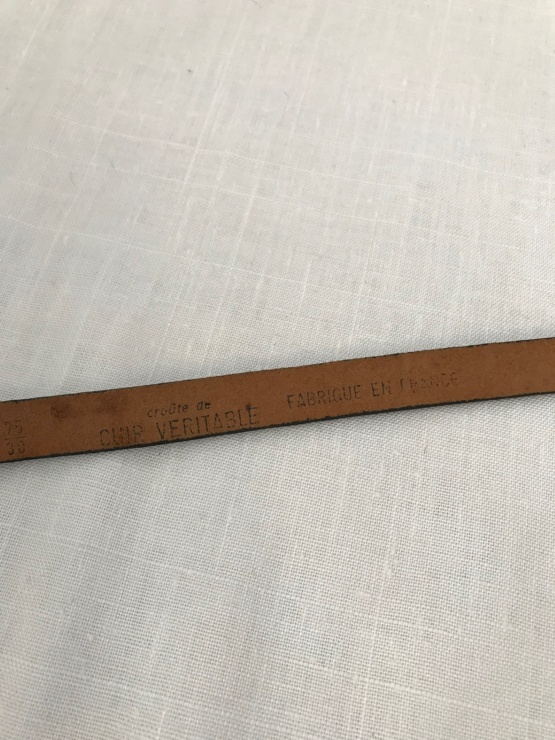 75
30
croûte de
CUIR VERITABLE
FABRIQUE EN FRANCE